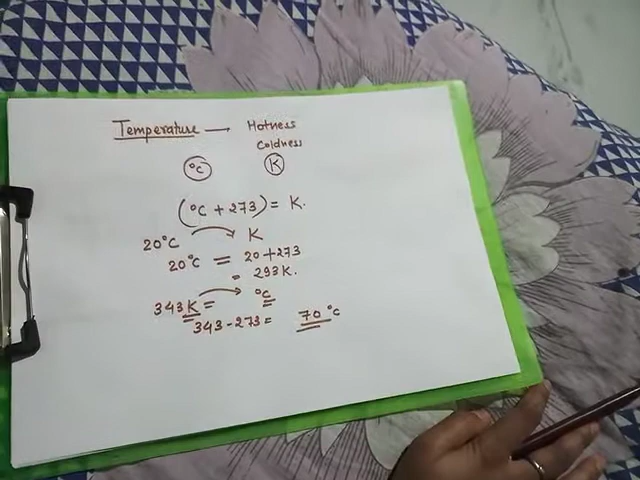 Temperature → Hotness
Coldness
°C K
(°C + 273) = K.
20°C → K
20°C = 20+273
= 293K.
343K = → °C
343-273= 70 °C